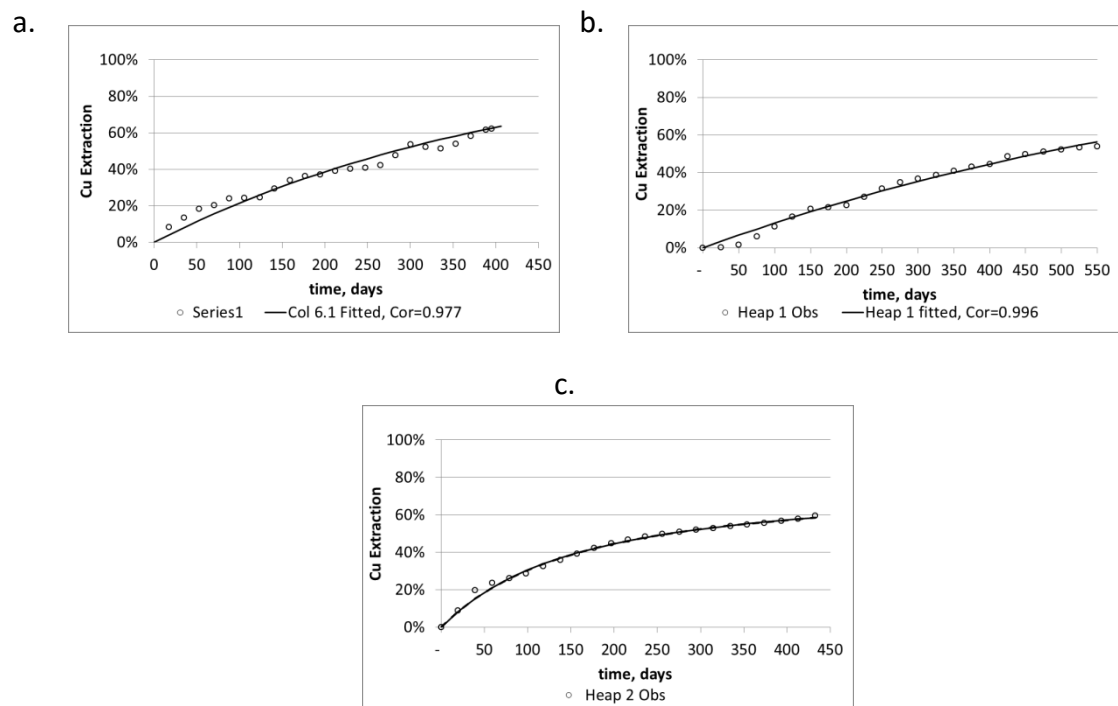 a.
100%
80%
60%
40%
20%
0%
Cu Extraction
0 50 100 150 200 250 300 350 400 450
time, days
Series1 Col 6.1 Fitted, Cor=0.977
b.
100%
80%
60%
40%
20%
0%
Cu Extraction
- 50 100 150 200 250 300 350 400 450 500 550
time, days
Heap 1 Obs Heap 1 fitted, Cor=0.996
c.
100%
80%
60%
40%
20%
0%
Cu Extraction
- 50 100 150 200 250 300 350 400 450
time, days
Heap 2 Obs